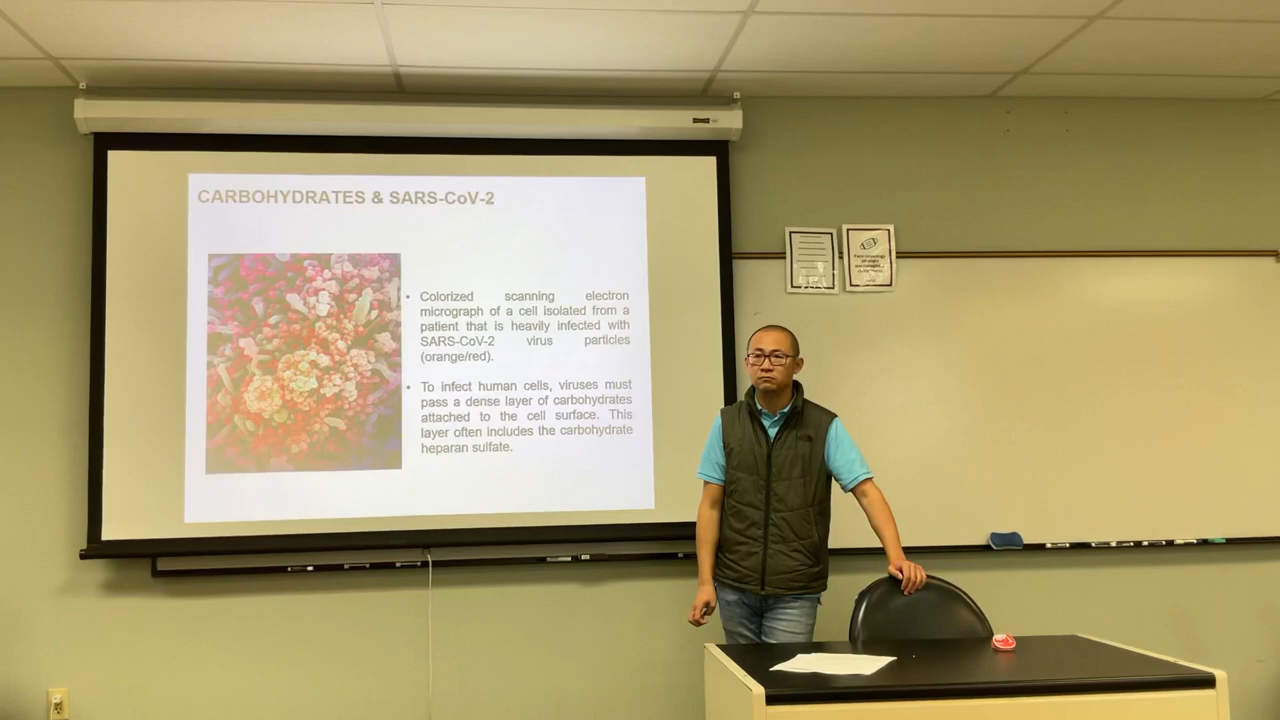 CARBOHYDRATES & SARS-CoV-2
• Colorized scanning electron
micrograph of a cell isolated from a
patient that is heavily infected with
SARS-CoV-2 virus particles
(orange/red).
• To infect human cells, viruses must
pass a dense layer of carbohydrates
attached to the cell surface. This
layer often includes the carbohydrate
heparan sulfate.